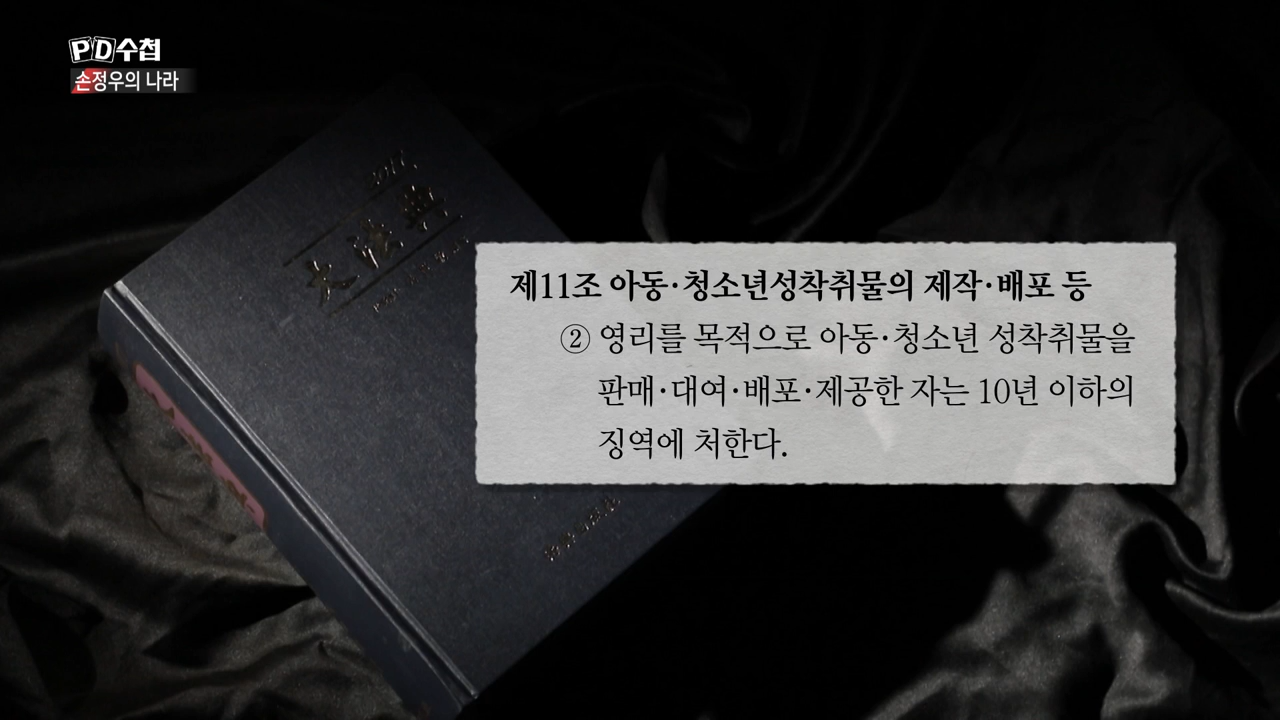 PD수첩
손정우의 나라
大法典
제11조 아동·청소년성착취물의 제작·배포 등
② 영리를 목적으로 아동·청소년 성착취물을
판매·대여·배포·제공한 자는 10년 이하의
징역에 처한다.